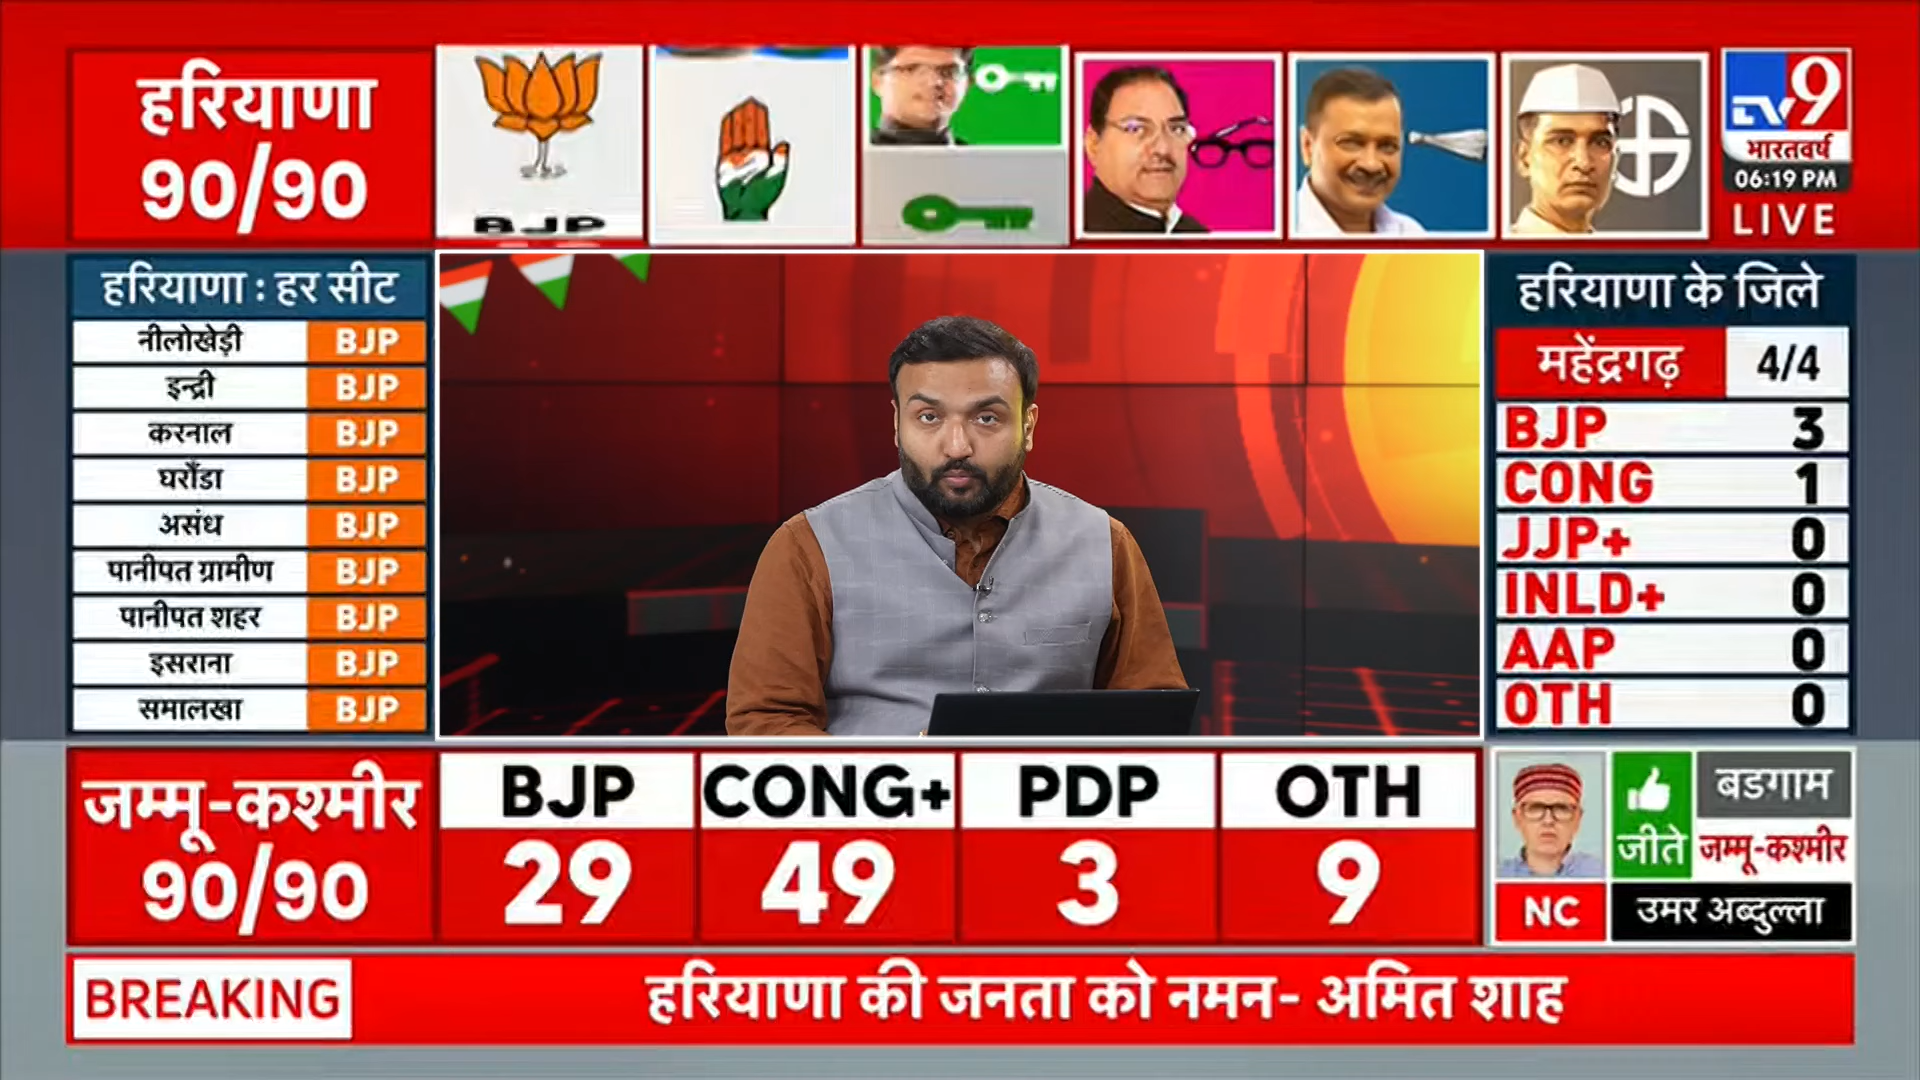 हरियाणा
90/90
BJP
TV9
भारतवर्ष
06:19 PM
LIVE
हरियाणा : हर सीट
नीलोखेड़ी BJP
इन्द्री BJP
करनाल BJP
घरौंडा BJP
असंध BJP
पानीपत ग्रामीण BJP
पानीपत शहर BJP
इसराना BJP
समालखा BJP
हरियाणा के जिले
महेंद्रगढ़ 4/4
BJP 3
CONG 1
JJP+ 0
INLD+ 0
AAP 0
OTH 0
जम्मू-कश्मीर
90/90
BJP CONG+ PDP OTH
29 49 3 9
बडगाम
जीते जम्मू-कश्मीर
NC उमर अब्दुल्ला
BREAKING हरियाणा की जनता को नमन- अमित शाह